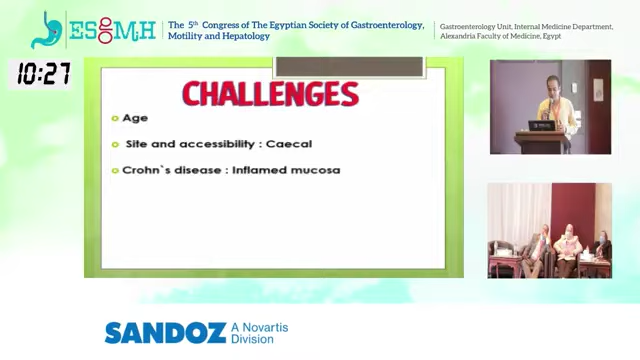 ESGMH
The 5th Congress of The Egyptian Society of Gastroenterology,
Motility and Hepatology
Gastroenterology Unit, Internal Medicine Department,
Alexandria Faculty of Medicine, Egypt
10:27
CHALLENGES
Age
Site and accessibility : Caecal
Crohn`s disease : Inflamed mucosa
SANDOZ
A Novartis
Division